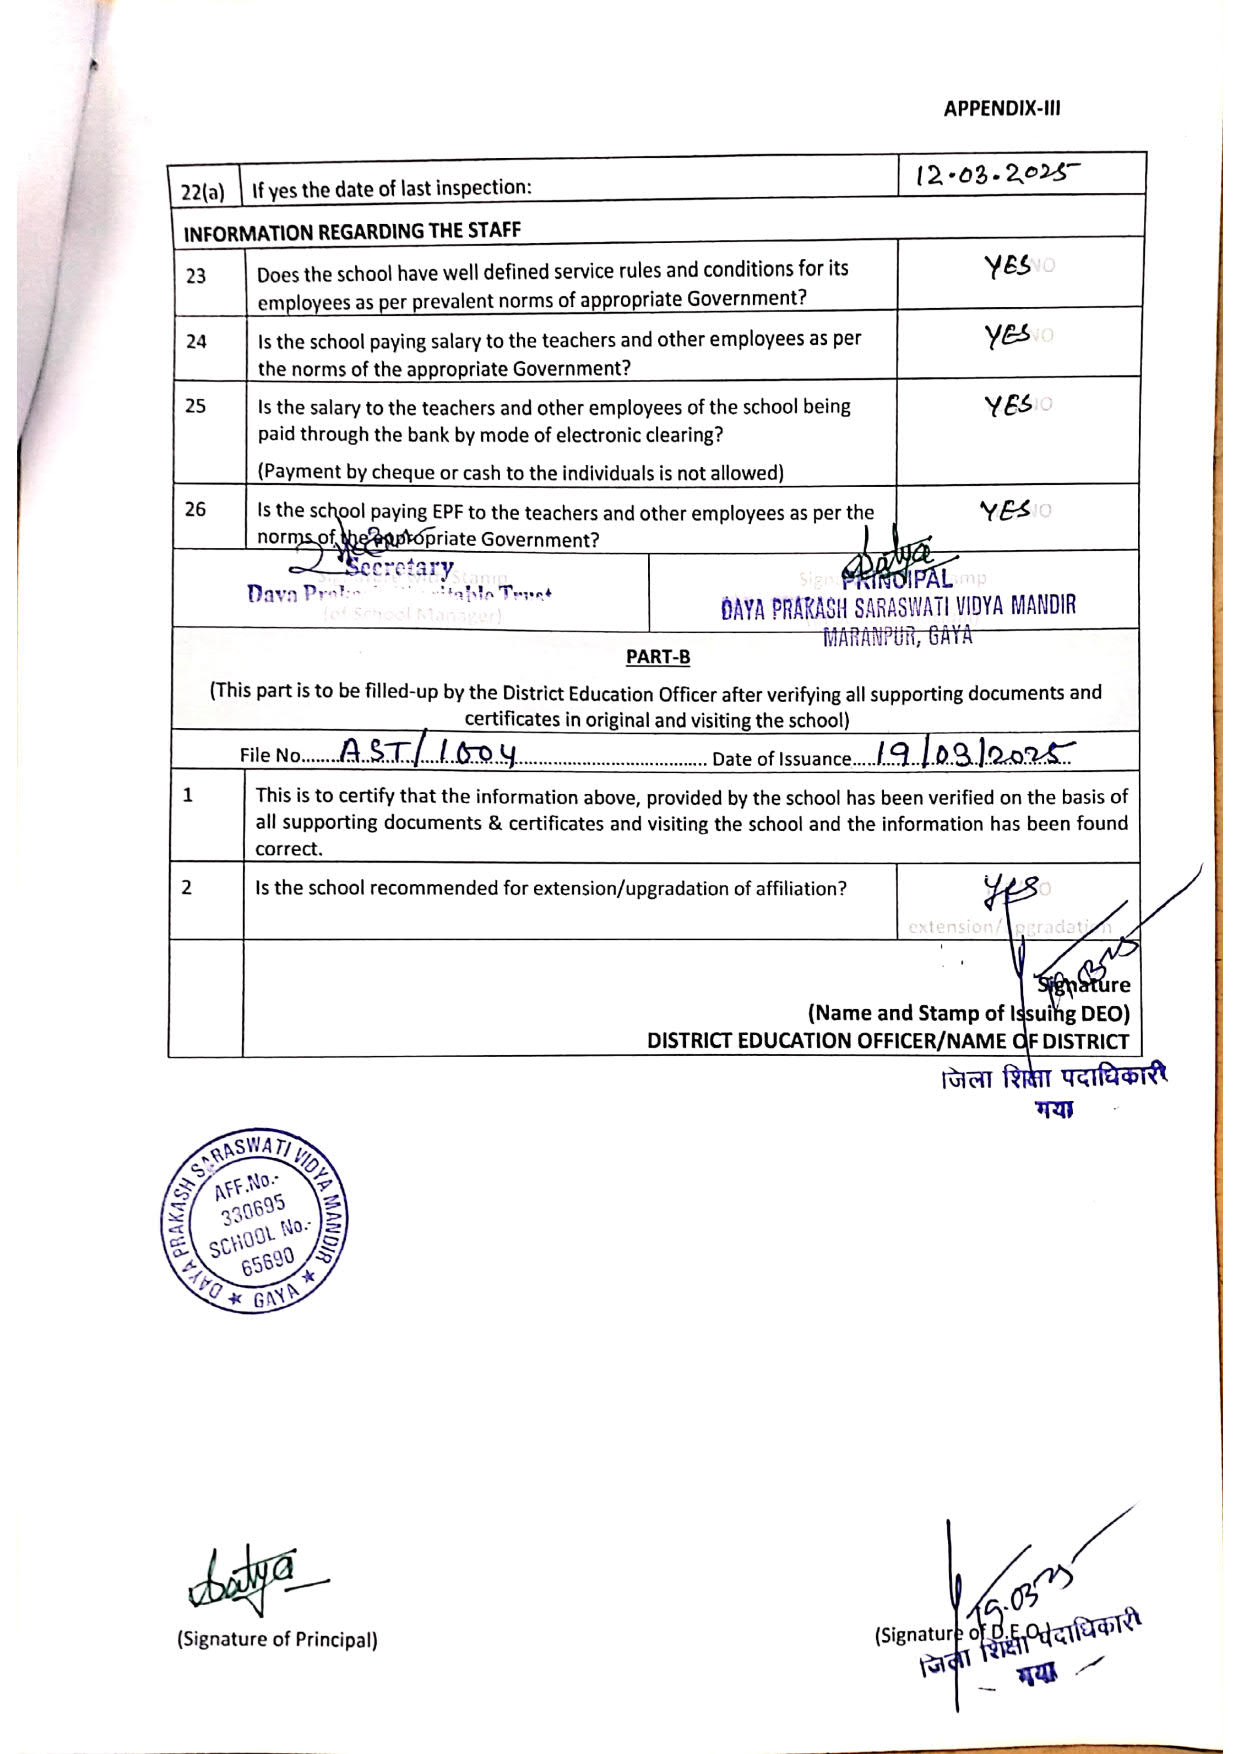 APPENDIX-III
22(a) If yes the date of last inspection: 12.03.2025
INFORMATION REGARDING THE STAFF
23 Does the school have well defined service rules and conditions for its YES NO
employees as per prevalent norms of appropriate Government?
24 Is the school paying salary to the teachers and other employees as per YES NO
the norms of the appropriate Government?
25 Is the salary to the teachers and other employees of the school being YES NO
paid through the bank by mode of electronic clearing?
(Payment by cheque or cash to the individuals is not allowed)
26 Is the school paying EPF to the teachers and other employees as per the YES NO
norms of the appropriate Government?
Satya
Secretary
PRINCIPAL
Trust
(of School Manager)
DAYA PRAKASH SARASWATI VIDYA MANDIR
MARANPUR, GAYA
PART-B
(This part is to be filled-up by the District Education Officer after verifying all supporting documents and
certificates in original and visiting the school)
File No. AST/1004 Date of Issuance 19/03/2025
1 This is to certify that the information above, provided by the school has been verified on the basis of
all supporting documents & certificates and visiting the school and the information has been found
correct.
2 Is the school recommended for extension/upgradation of affiliation? Yes
extension/upgradation
Signature
(Name and Stamp of Issuing DEO)
DISTRICT EDUCATION OFFICER/NAME OF DISTRICT
जिला शिक्षा पदाधिकारी
गया
DAYA PRAKASH SARASWATI VIDYA MANDIR
AFF.No.-
330695
SCHOOL No.-
65690
★ GAYA ★
Satya
19.03.25
(Signature of Principal)
(Signature of D.E.O)
जिला शिक्षा पदाधिकारी
गया